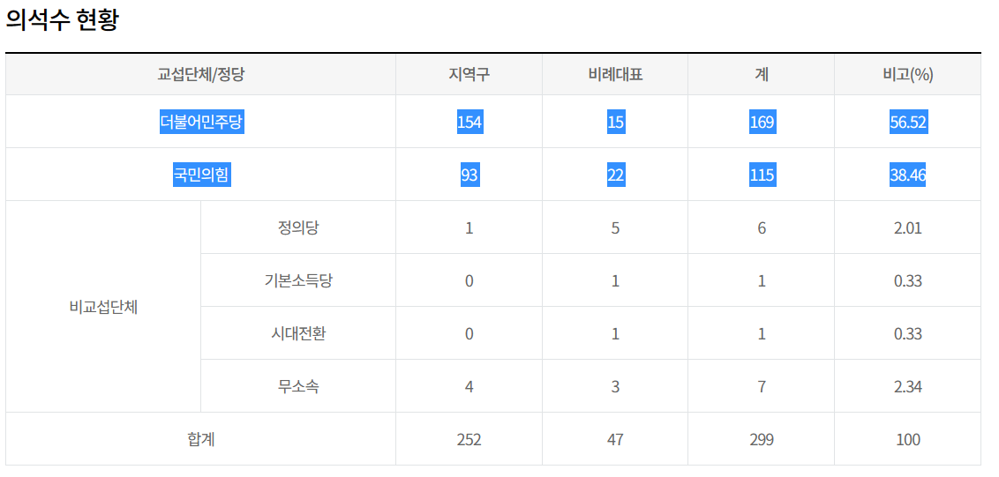 의석수 현황
교섭단체/정당 지역구 비례대표 계 비고(%)
더불어민주당 154 15 169 56.52
국민의힘 93 22 115 38.46
정의당 1 5 6 2.01
기본소득당 0 1 1 0.33
비교섭단체
시대전환 0 1 1 0.33
무소속 4 3 7 2.34
합계 252 47 299 100